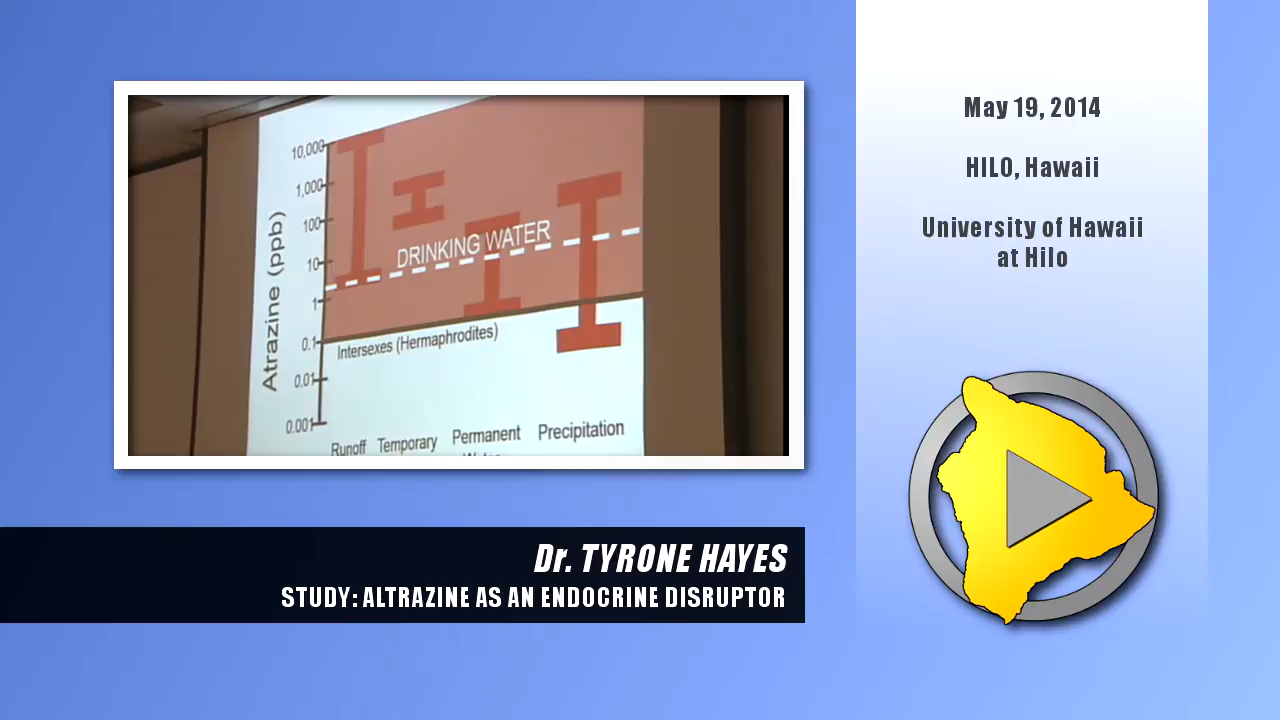 10,000
1,000
100
10
1
0.1
0.01
0.001
Atrazine (ppb)
DRINKING WATER
Intersexes (Hermaphrodites)
Runoff Temporary Permanent Precipitation
May 19, 2014
HILO, Hawaii
University of Hawaii
at Hilo
Dr. TYRONE HAYES
STUDY: ALTRAZINE AS AN ENDOCRINE DISRUPTOR